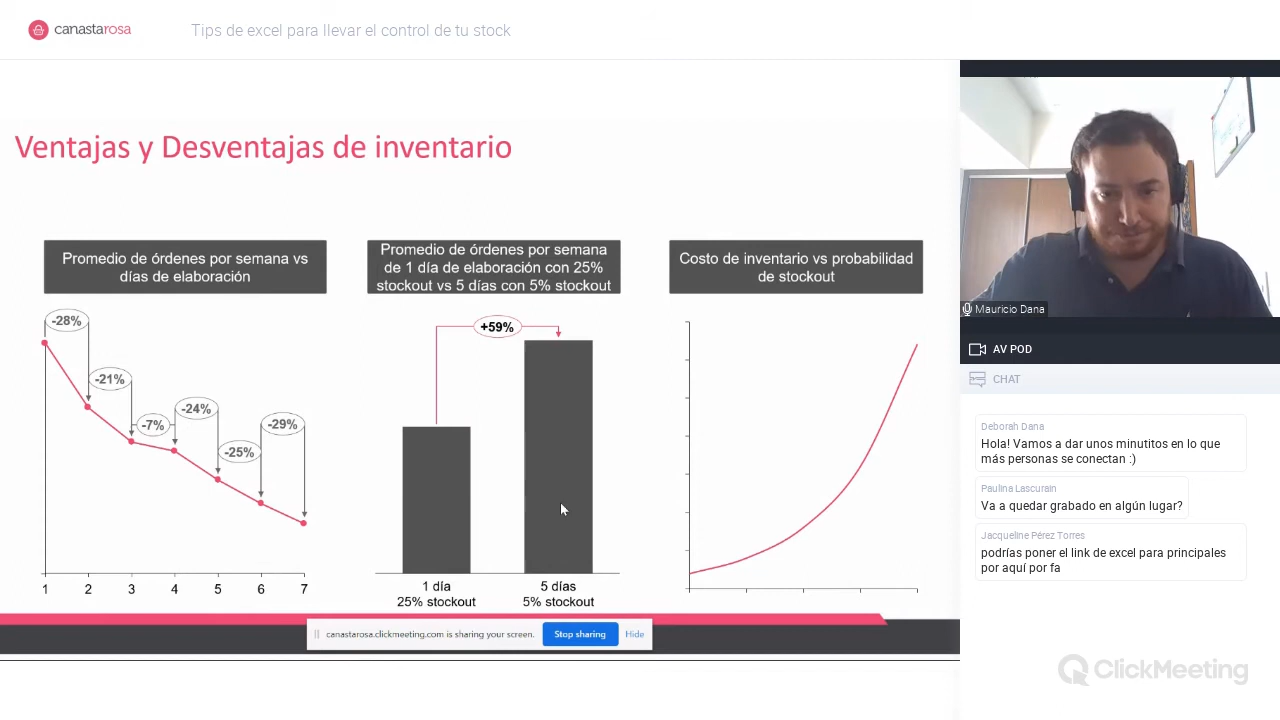 canastarosa
Tips de excel para llevar el control de tu stock
Ventajas y Desventajas de inventario
Promedio de órdenes por semana vs
días de elaboración
-28%
-21%
-7%
-24%
-25%
-29%
1 2 3 4 5 6 7
Promedio de órdenes por semana
de 1 día de elaboración con 25%
stockout vs 5 días con 5% stockout
+59%
1 día
25% stockout
5 días
5% stockout
Costo de inventario vs probabilidad
de stockout
canastarosa.clickmeeting.com is sharing your screen.
Stop sharing
Hide
Mauricio Dana
AV POD
CHAT
Deborah Dana
Hola! Vamos a dar unos minutitos en lo que
más personas se conectan :)
Paulina Lascurain
Va a quedar grabado en algún lugar?
Jacqueline Pérez Torres
podrías poner el link de excel para principales
por aquí por fa
ClickMeeting